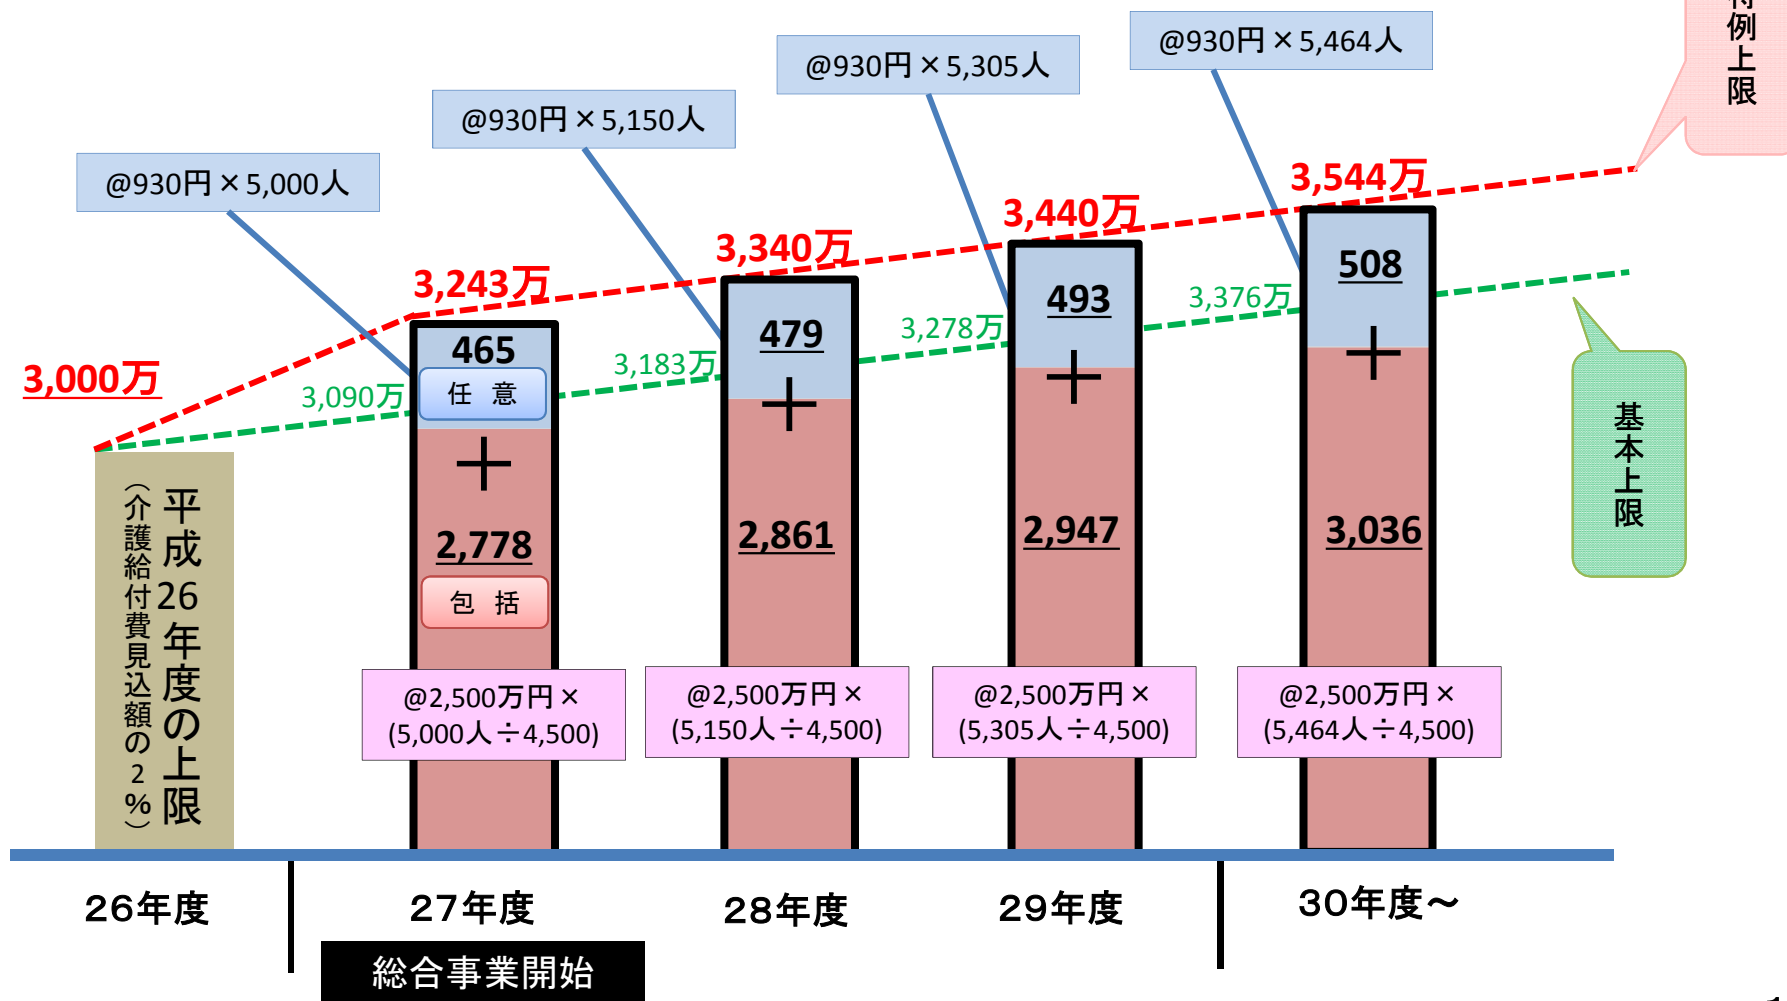 @930円×5,464人
@930円×5,305人
@930円×5,150人
@930円×5,000人
例上限
3,544万
3,440万
3,340万
3,243万
3,000万
508
493
479
465
任 意
3,376万
3,278万
3,183万
3,090万
基本上限
＋
＋
＋
＋
2,778
2,861
2,947
3,036
包 括
平成26年度の上限
（介護給付費見込額の2%）
@2,500万円×
(5,000人÷4,500)
@2,500万円×
(5,150人÷4,500)
@2,500万円×
(5,305人÷4,500)
@2,500万円×
(5,464人÷4,500)
26年度
27年度
28年度
29年度
30年度～
総合事業開始